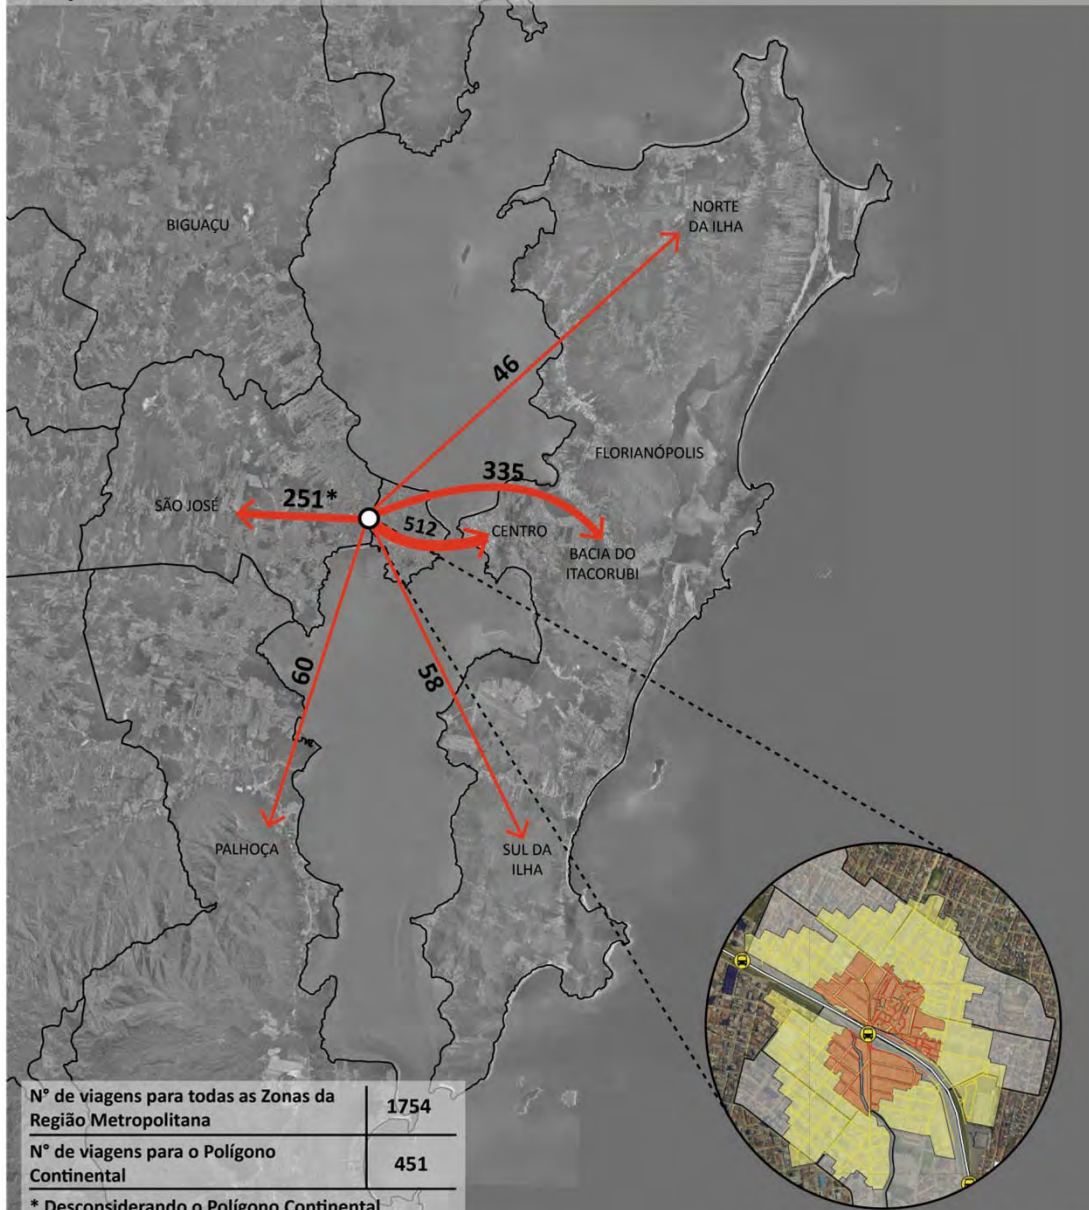 NORTE
DA ILHA
BIGUAÇU
46
FLORIANÓPOLIS
335
SÃO JOSÉ
251*
512
CENTRO
BACIA DO
ITACORUBI
60
58
PALHOÇA
SUL DA
ILHA
N° de viagens para todas as Zonas da
Região Metropolitana
1754
N° de viagens para o Polígono
Continental
451
* Desconsiderando o Polígono Continental